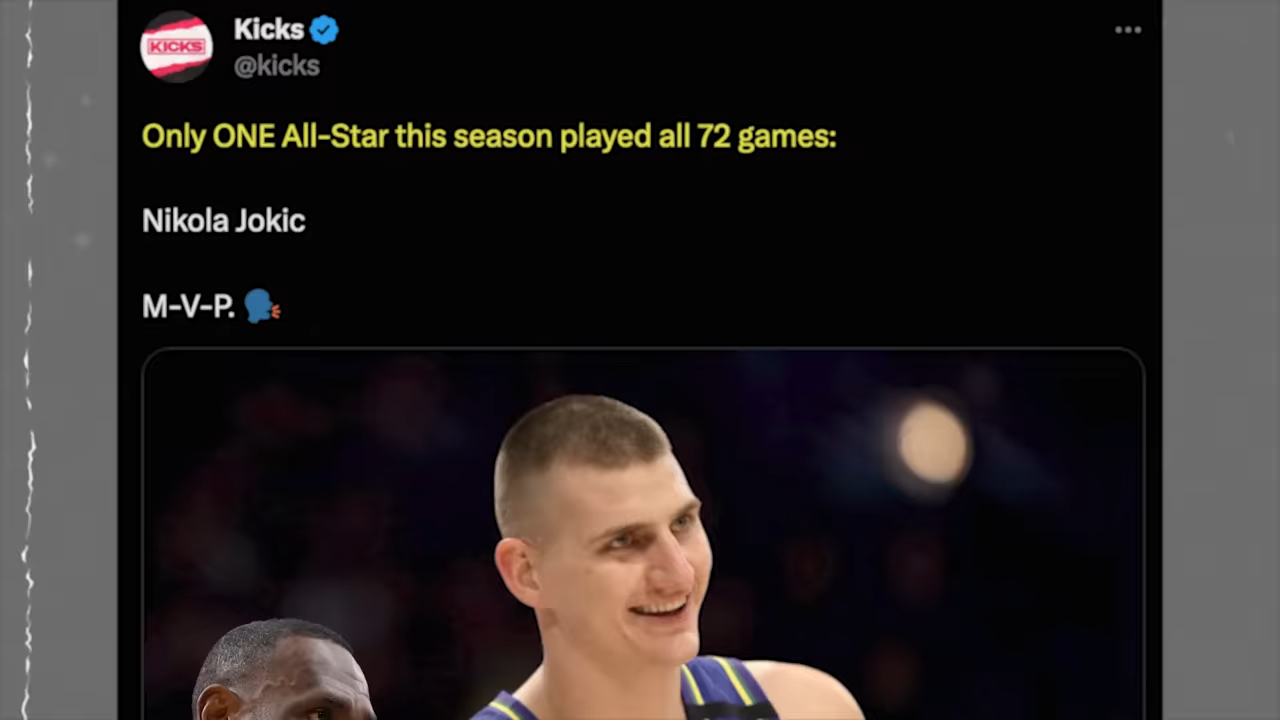 KICKS
Kicks
@kicks
Only ONE All-Star this season played all 72 games:
Nikola Jokic
M-V-P. 🗣️